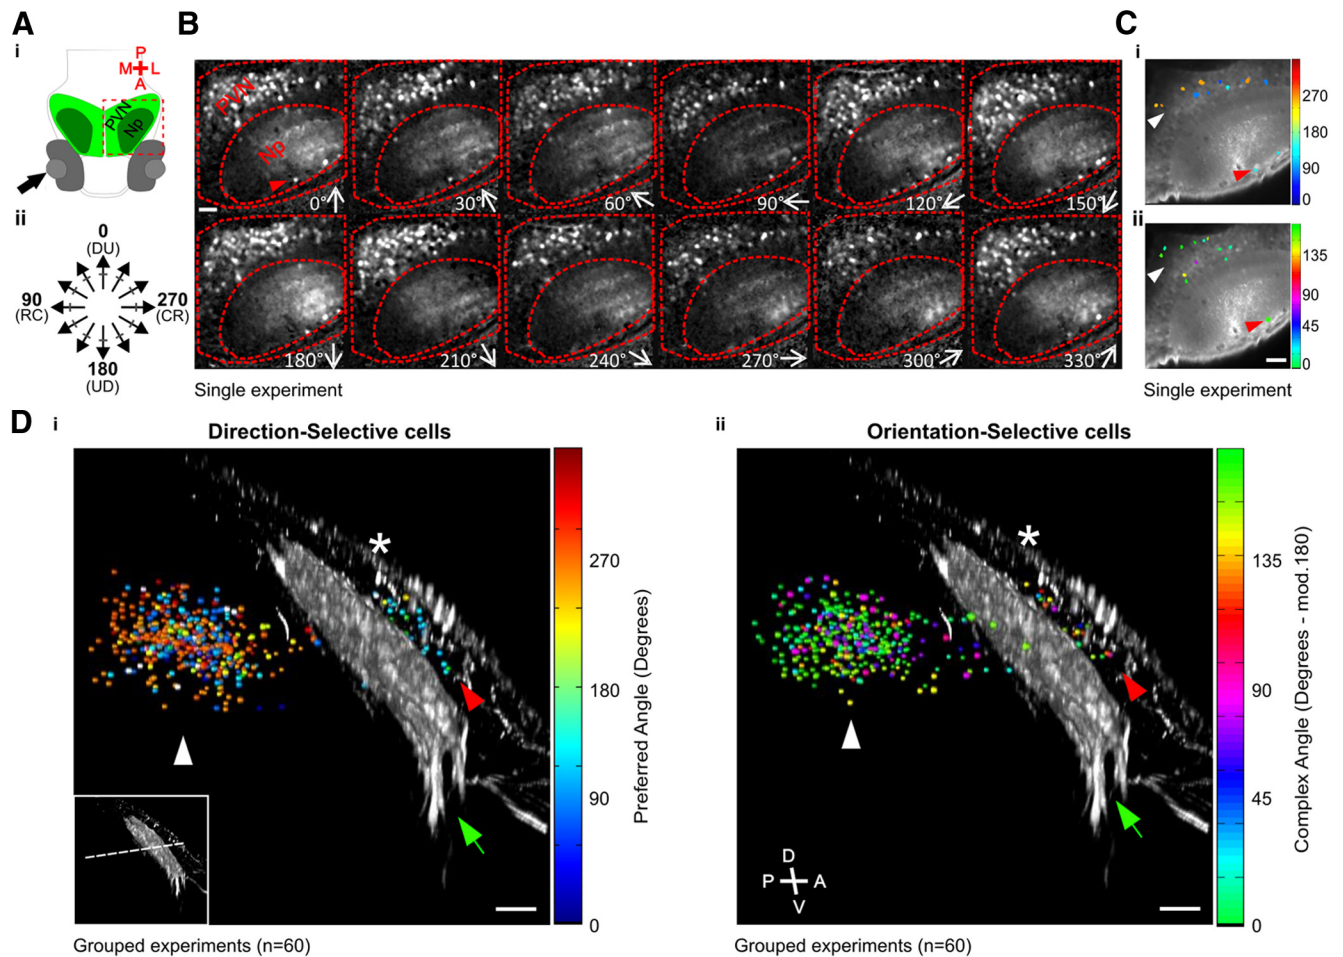 A
B
C
i
P
M L
A
PVN
Np
ii
0
(DU)
90
(RC)
270
(CR)
180
(UD)
PVN
Np
0° 30° 60° 90° 120° 150°
180° 210° 240° 270° 300° 330°
Single experiment
i
270
180
90
0
ii
135
90
45
0
Single experiment
D
i
Direction-Selective cells
*
270
180
90
0
Preferred Angle (Degrees)
Grouped experiments (n=60)
ii
Orientation-Selective cells
*
D
P A
V
135
90
45
0
Complex Angle (Degrees - mod.180)
Grouped experiments (n=60)